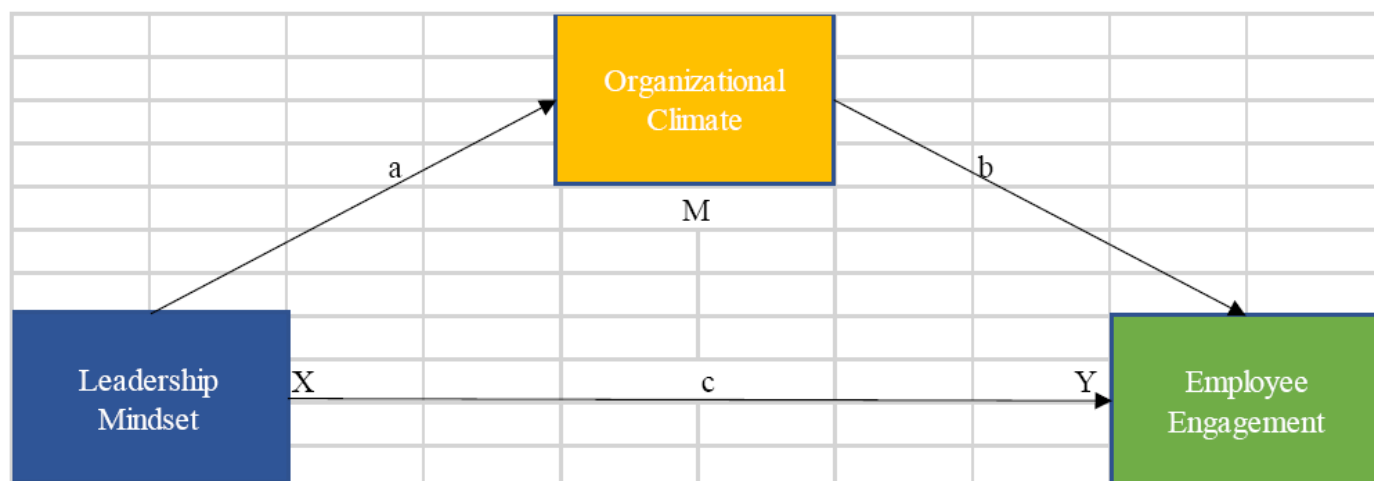 Organizational
Climate
a
b
M
Leadership
Mindset
X
c
Y
Employee
Engagement